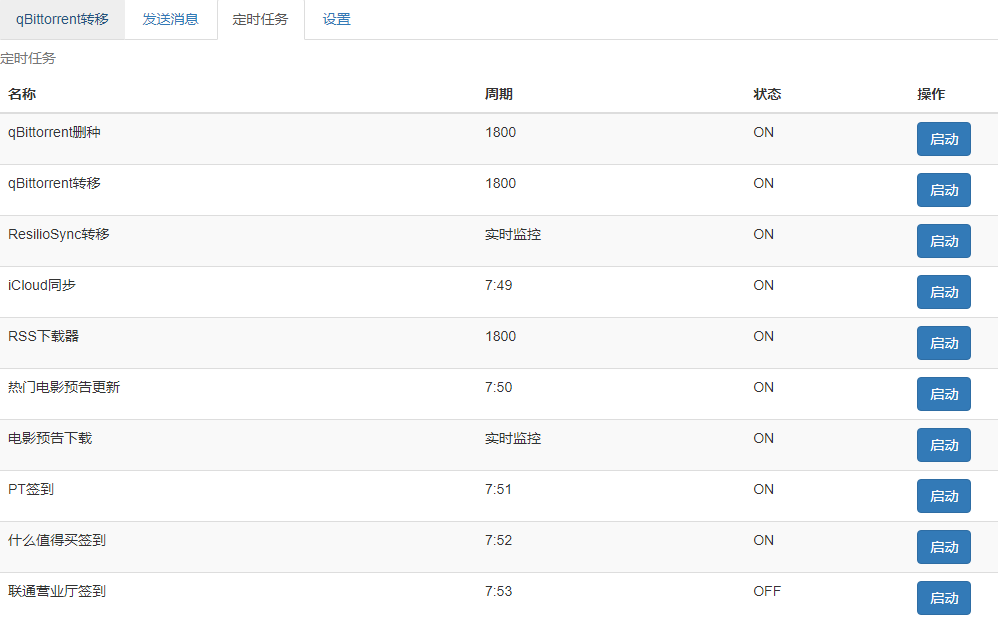 qBittorrent转移 发送消息 定时任务 设置
定时任务
名称 周期 状态 操作
qBittorrent删种 1800 ON 启动
qBittorrent转移 1800 ON 启动
ResilioSync转移 实时监控 ON 启动
iCloud同步 7:49 ON 启动
RSS下载器 1800 ON 启动
热门电影预告更新 7:50 ON 启动
电影预告下载 实时监控 ON 启动
PT签到 7:51 ON 启动
什么值得买签到 7:52 ON 启动
联通营业厅签到 7:53 OFF 启动